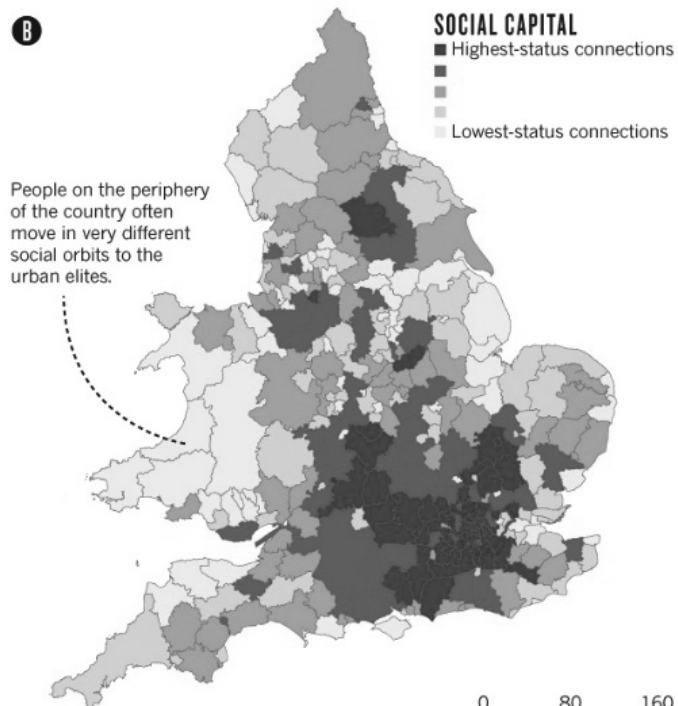 B
SOCIAL CAPITAL
Highest-status connections
Lowest-status connections
People on the periphery
of the country often
move in very different
social orbits to the
urban elites.
0 80 160